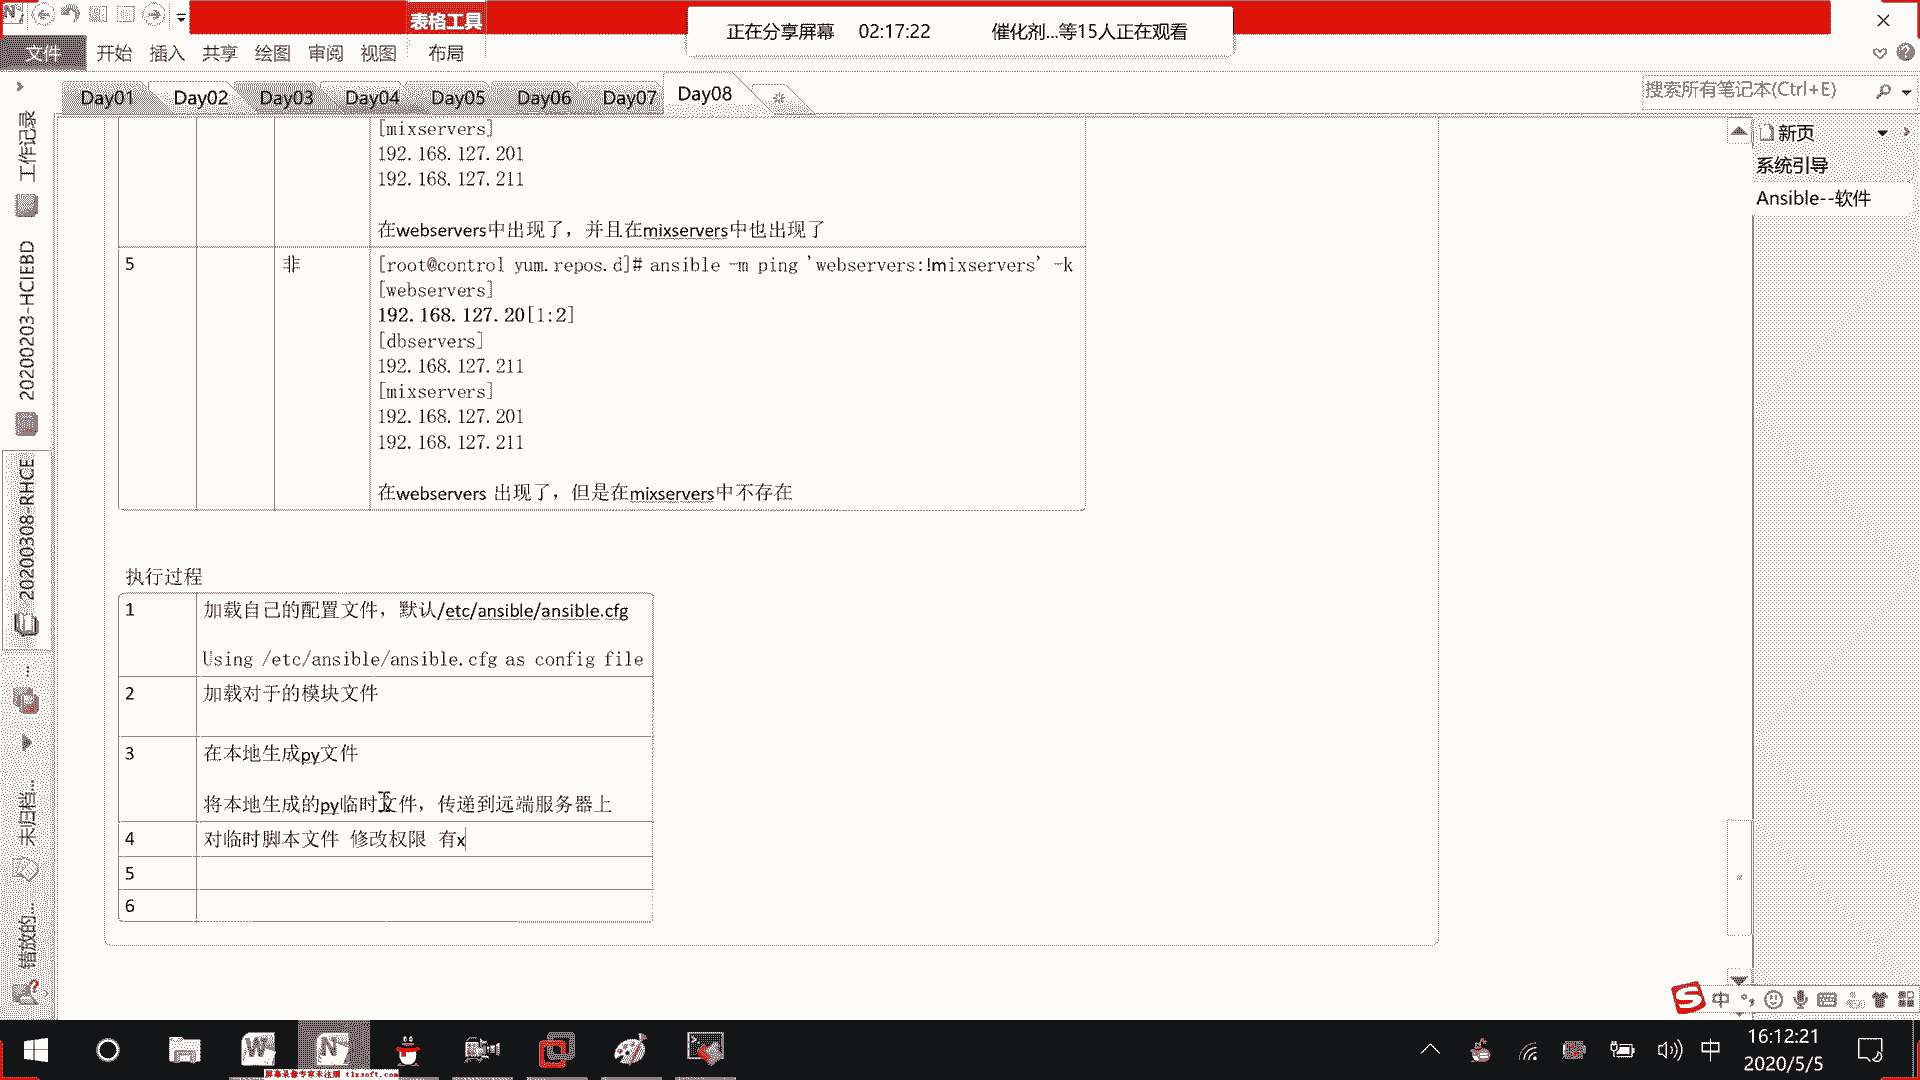 表格工具
正在分享屏幕 02:17:22 催化剂...等15人正在观看
文件 开始 插入 共享 绘图 审阅 视图 布局
Day01 Day02 Day03 Day04 Day05 Day06 Day07 Day08
搜索所有笔记本(Ctrl+E)
新页
系统引导
Ansible--软件
工作记录
20200203-HCIEBD
20200308-RHCE
...
未归档...
错放的...
[mixservers]
192.168.127.201
192.168.127.211
在webservers中出现了，并且在mixservers中也出现了
5 非 [root@control yum.repos.d]# ansible -m ping 'webservers:!mixservers' -k
[webservers]
192.168.127.20[1:2]
[dbservers]
192.168.127.211
[mixservers]
192.168.127.201
192.168.127.211
在webservers 出现了，但是在mixservers中不存在
执行过程
1 加载自己的配置文件，默认/etc/ansible/ansible.cfg
Using /etc/ansible/ansible.cfg as config file
2 加载对于的模块文件
3 在本地生成py文件
将本地生成的py临时文件，传递到远端服务器上
4 对临时脚本文件 修改权限 有x
5
6
中
屏幕录像专家未注册 tlxsoft.com
中
16:12:21
2020/5/5